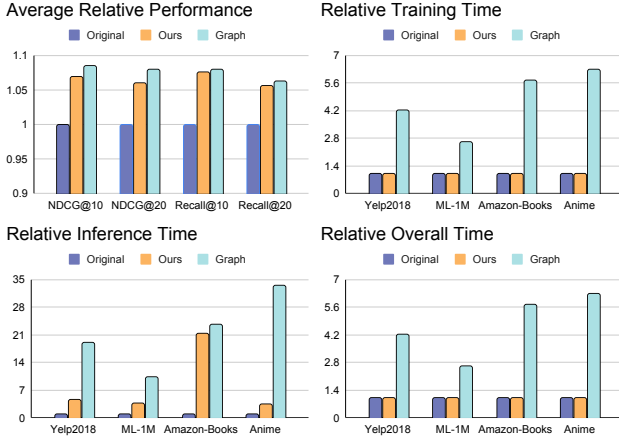 Average Relative Performance
Original Ours Graph
1.1
1.05
1
0.95
0.9
NDCG@10 NDCG@20 Recall@10 Recall@20
Relative Training Time
Original Ours Graph
7
5.6
4.2
2.8
1.4
0
Yelp2018 ML-1M Amazon-Books Anime
Relative Inference Time
Original Ours Graph
35
28
21
14
7
0
Yelp2018 ML-1M Amazon-Books Anime
Relative Overall Time
Original Ours Graph
7
5.6
4.2
2.8
1.4
0
Yelp2018 ML-1M Amazon-Books Anime